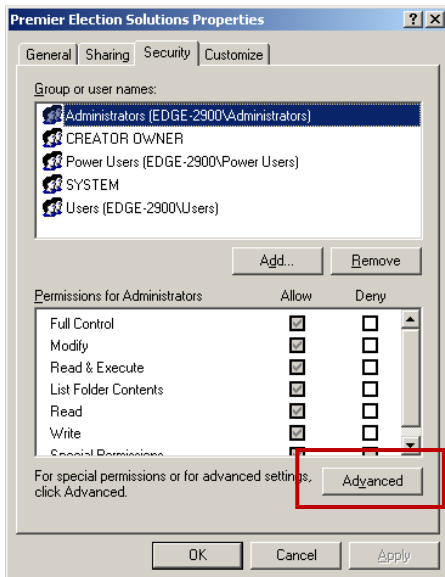 Premier Election Solutions Properties
General Sharing Security Customize
Group or user names:
Administrators (EDGE-2900\Administrators)
CREATOR OWNER
Power Users (EDGE-2900\Power Users)
SYSTEM
Users (EDGE-2900\Users)
Add... Remove
Permissions for Administrators Allow Deny
Full Control
Modify
Read & Execute
List Folder Contents
Read
Write
Special Permissions
For special permissions or for advanced settings,
click Advanced.
Advanced
OK Cancel Apply